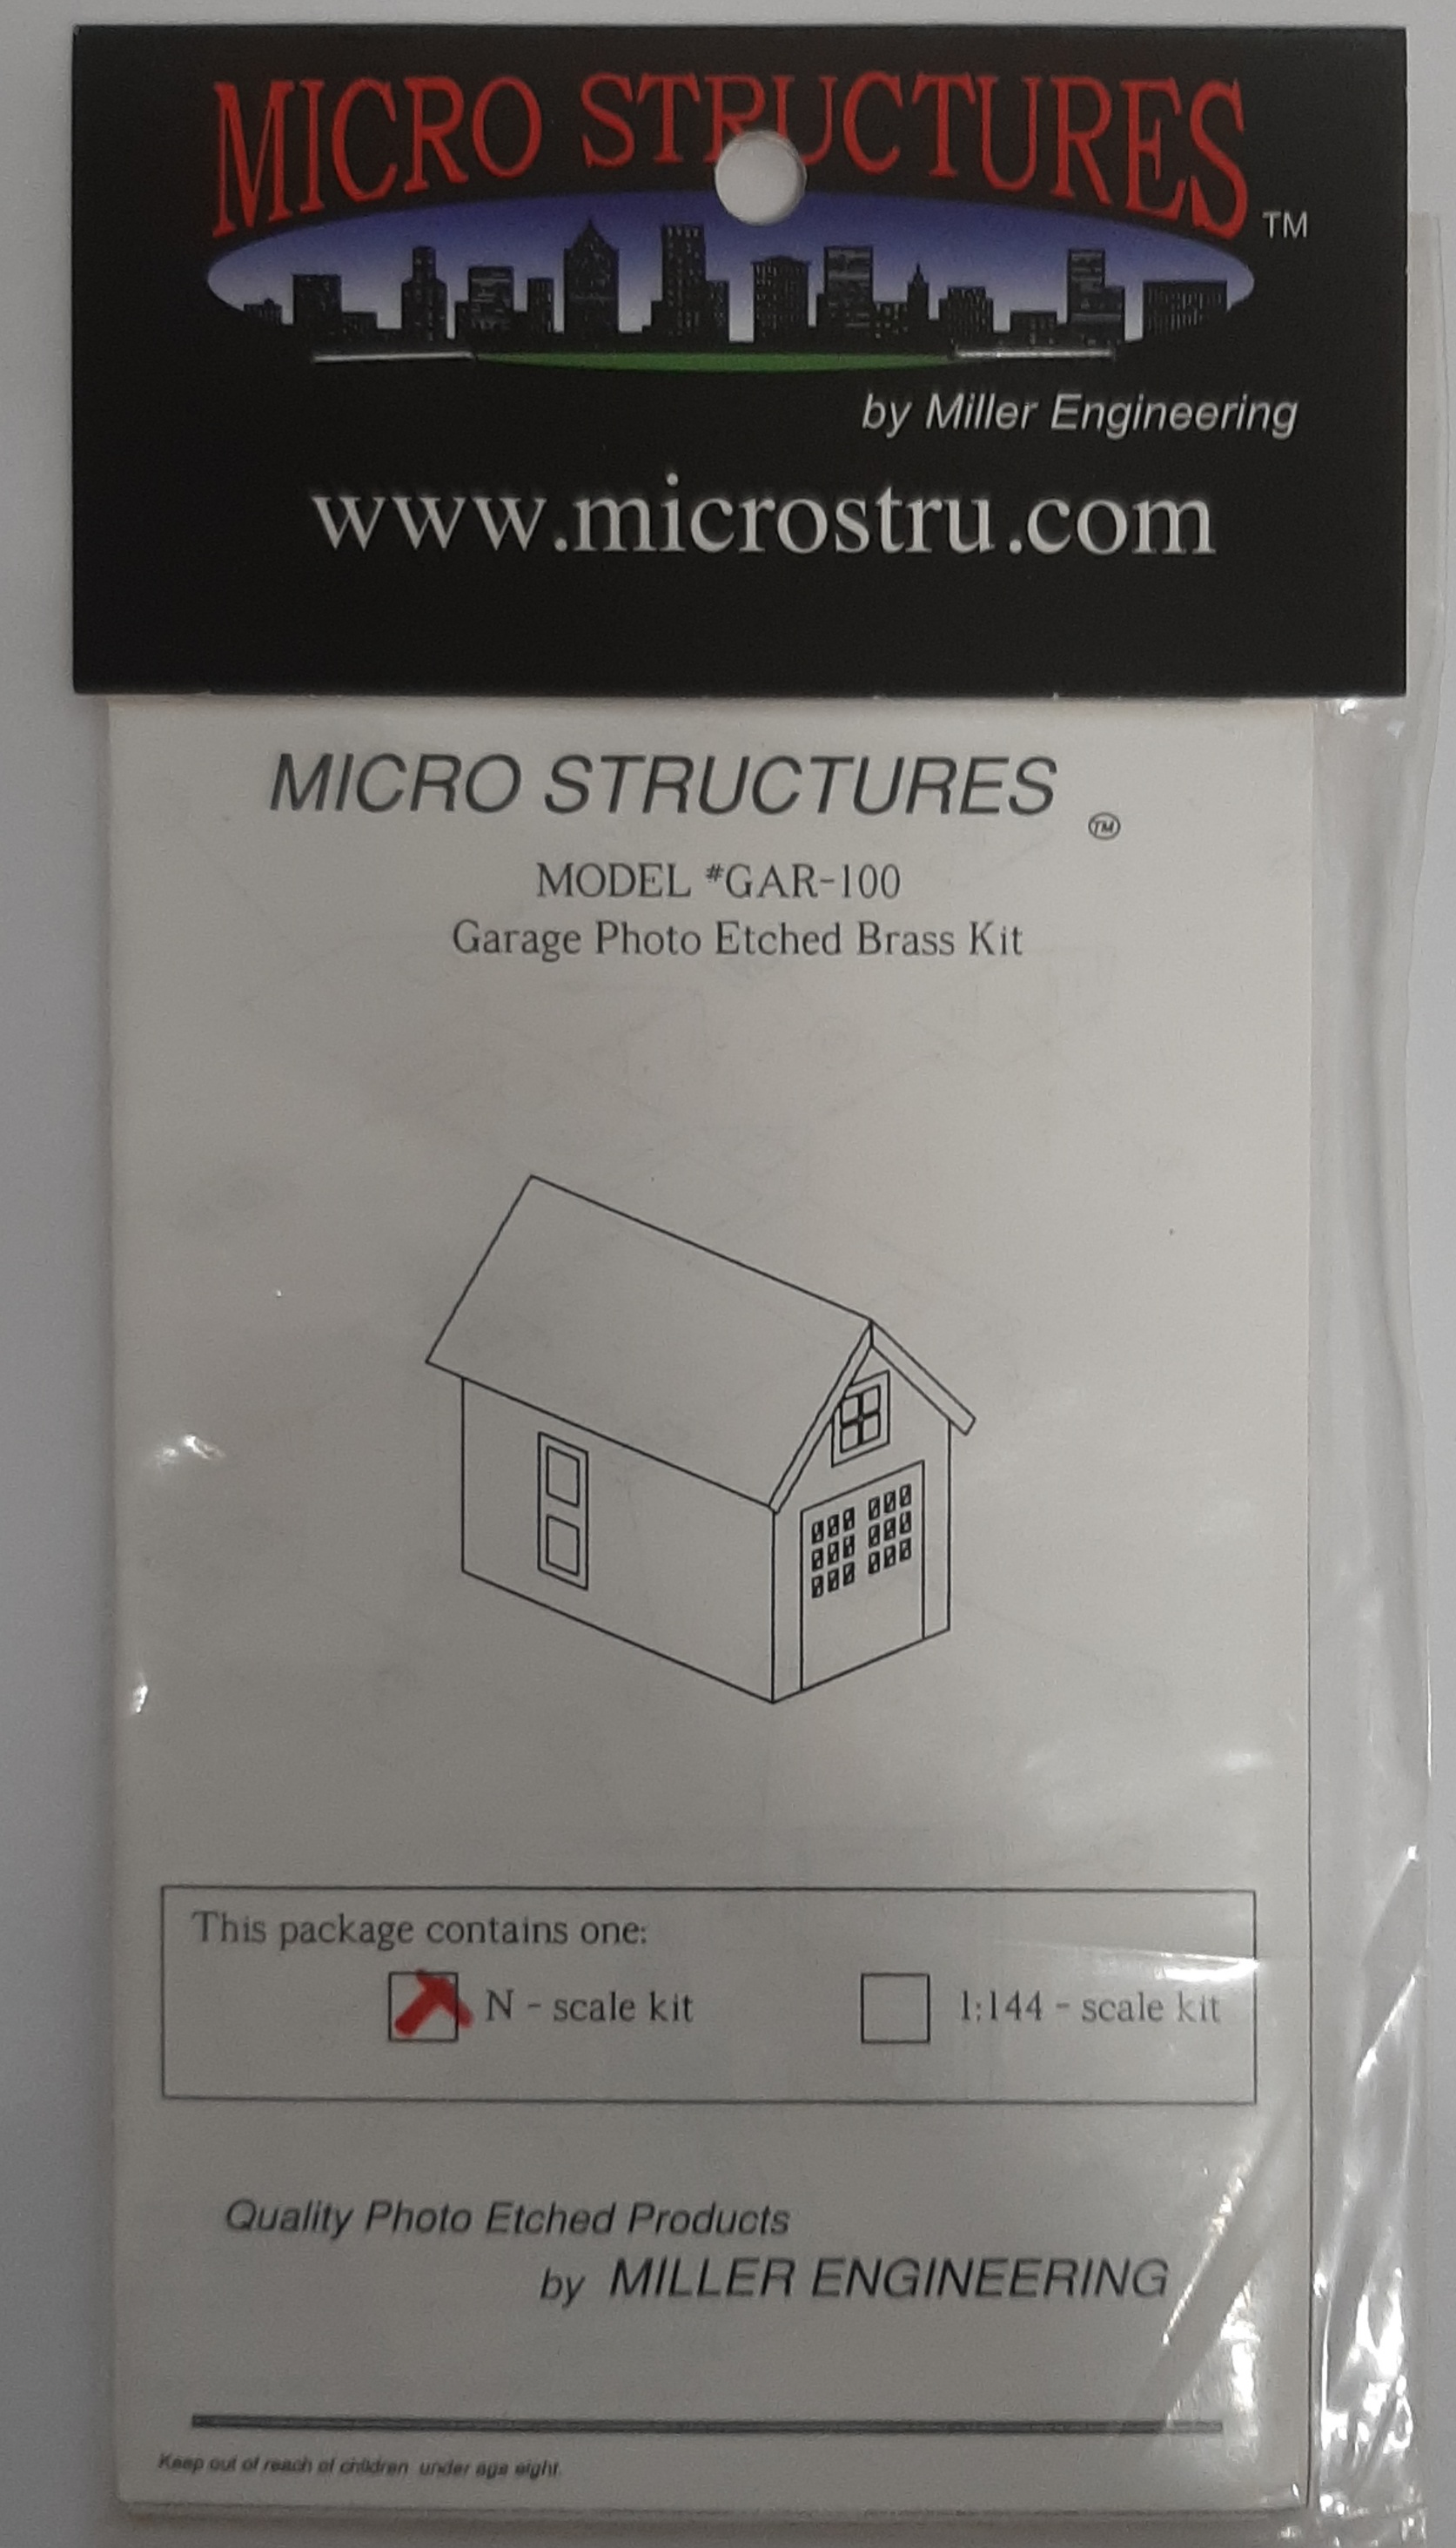 MICRO STRUCTURES
TM
by Miller Engineering
www.microstru.com
MICRO STRUCTURES
TM
MODEL #GAR-100
Garage Photo Etched Brass Kit
This package contains one:
N - scale kit
1:144 - scale kit
Quality Photo Etched Products
by MILLER ENGINEERING
Keep out of reach of children under age eight.